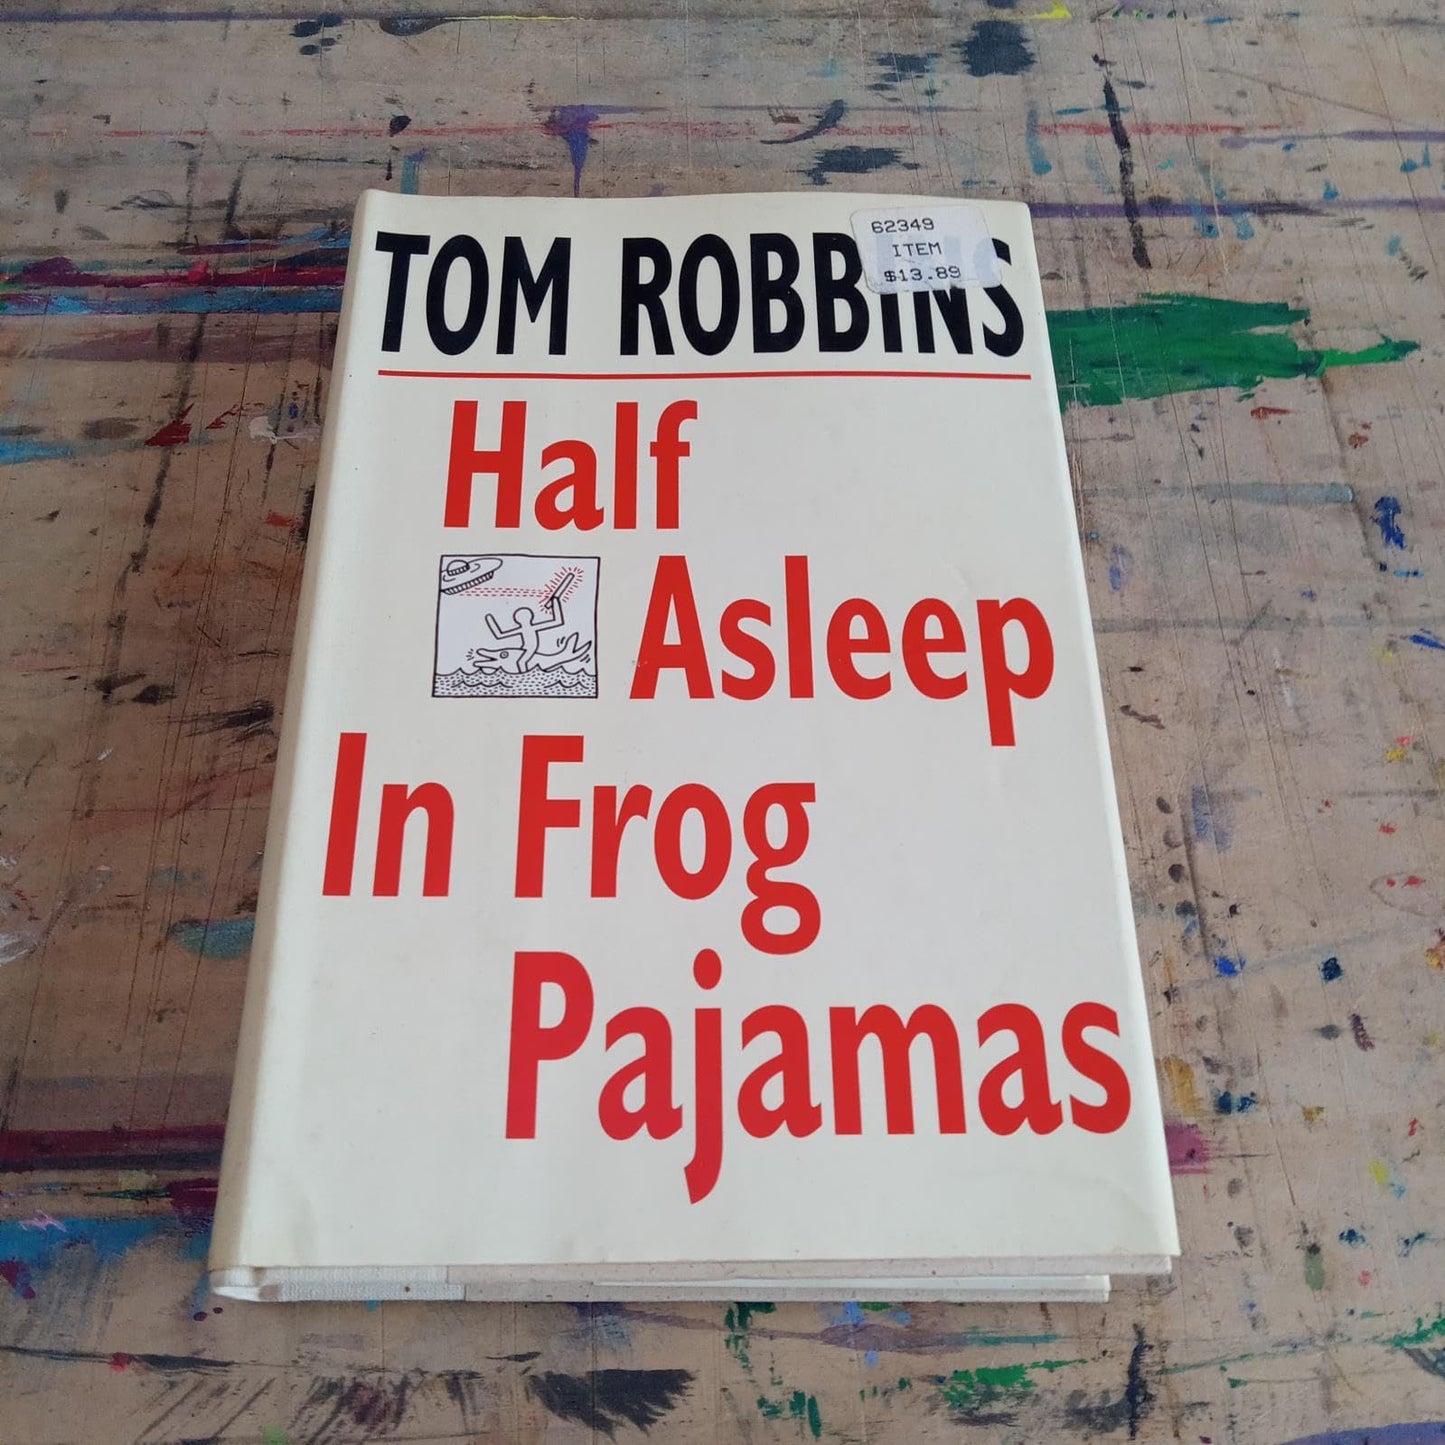 TOM ROBBINS
62349
ITEM
$13.89
Half
Asleep
In Frog
Pajamas